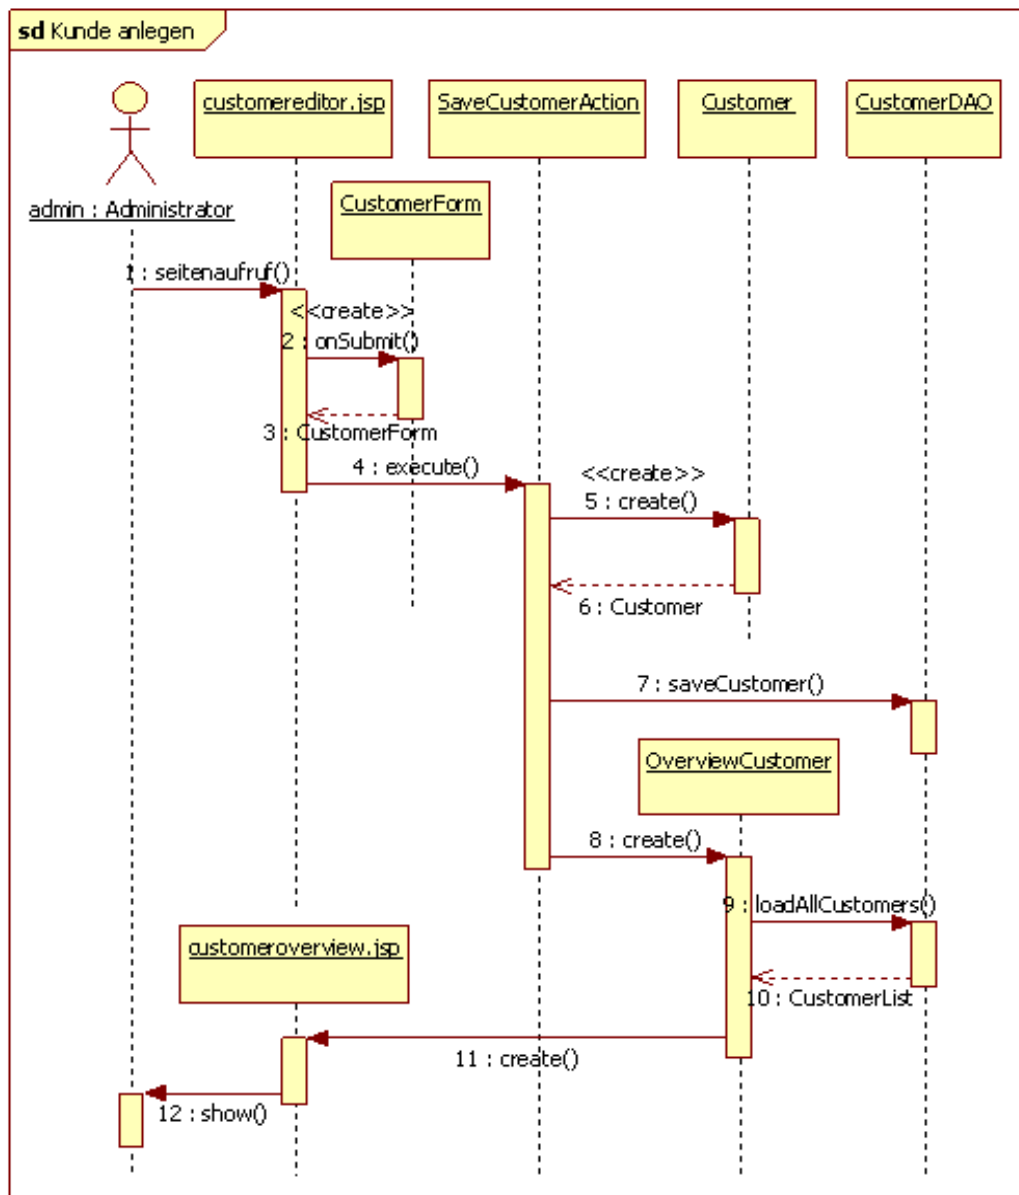 sd Kunde anlegen
customereditor.jsp
SaveCustomerAction
Customer
CustomerDAO
CustomerForm
admin : Administrator
1 : seitenaufruf()
<<create>>
2 : onSubmit()
3 : CustomerForm
4 : execute()
<<create>>
5 : create()
6 : Customer
7 : saveCustomer()
OverviewCustomer
8 : create()
9 : loadAllCustomers()
customeroverview.jsp
10 : CustomerList
11 : create()
12 : show()